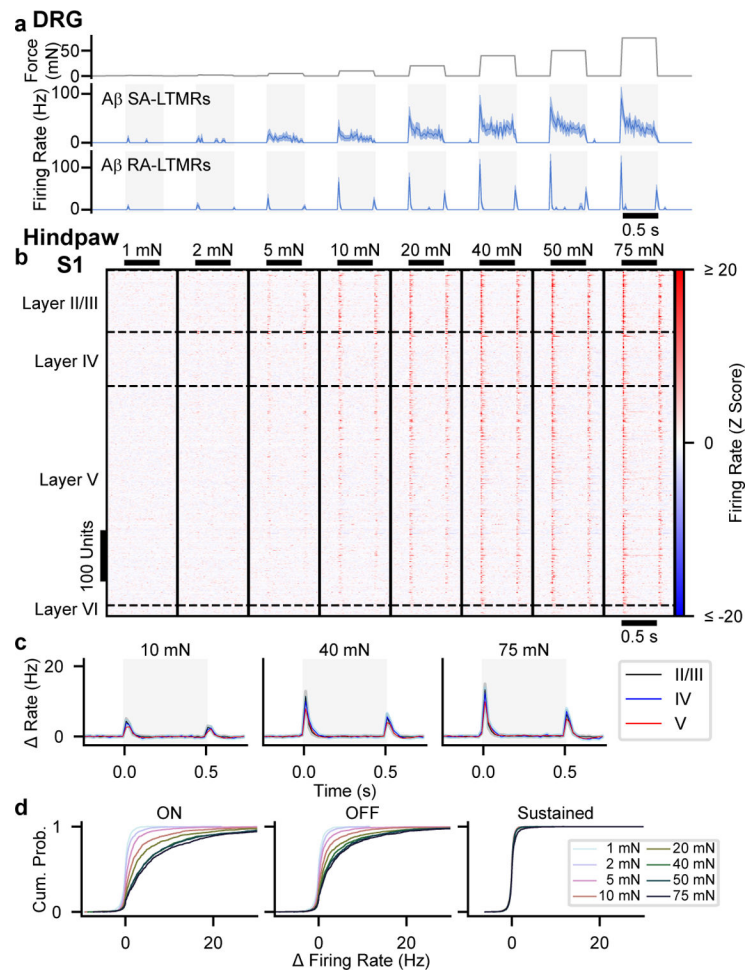 a DRG
Force (mN)
50
0
Aβ SA-LTMRs
100
0
Aβ RA-LTMRs
100
0
Firing Rate (Hz)
0.5 s
Hindpaw S1
b
1 mN 2 mN 5 mN 10 mN 20 mN 40 mN 50 mN 75 mN
Layer II/III
Layer IV
Layer V
100 Units
Layer VI
≥ 20
0
≤ -20
Firing Rate (Z Score)
0.5 s
c
10 mN 40 mN 75 mN
Δ Rate (Hz)
20
0
0.0 0.5 0.0 0.5 0.0 0.5
Time (s)
II/III
IV
V
d
ON OFF Sustained
Cum. Prob.
1
0
0 20 0 20 0 20
Δ Firing Rate (Hz)
1 mN 20 mN
2 mN 40 mN
5 mN 50 mN
10 mN 75 mN